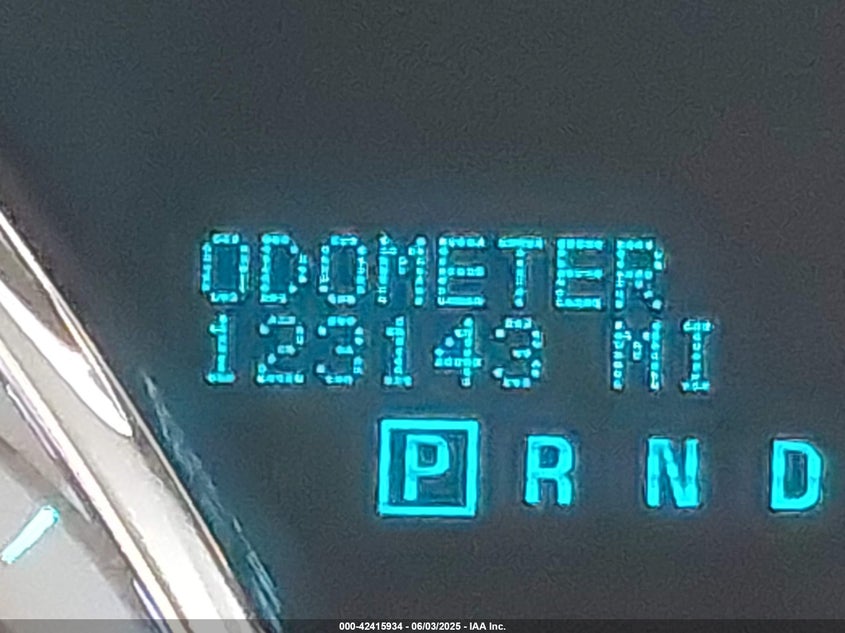 ODOMETER
123143 MI
P R N D
000-42415934 - 06/03/2025 - IAA Inc.